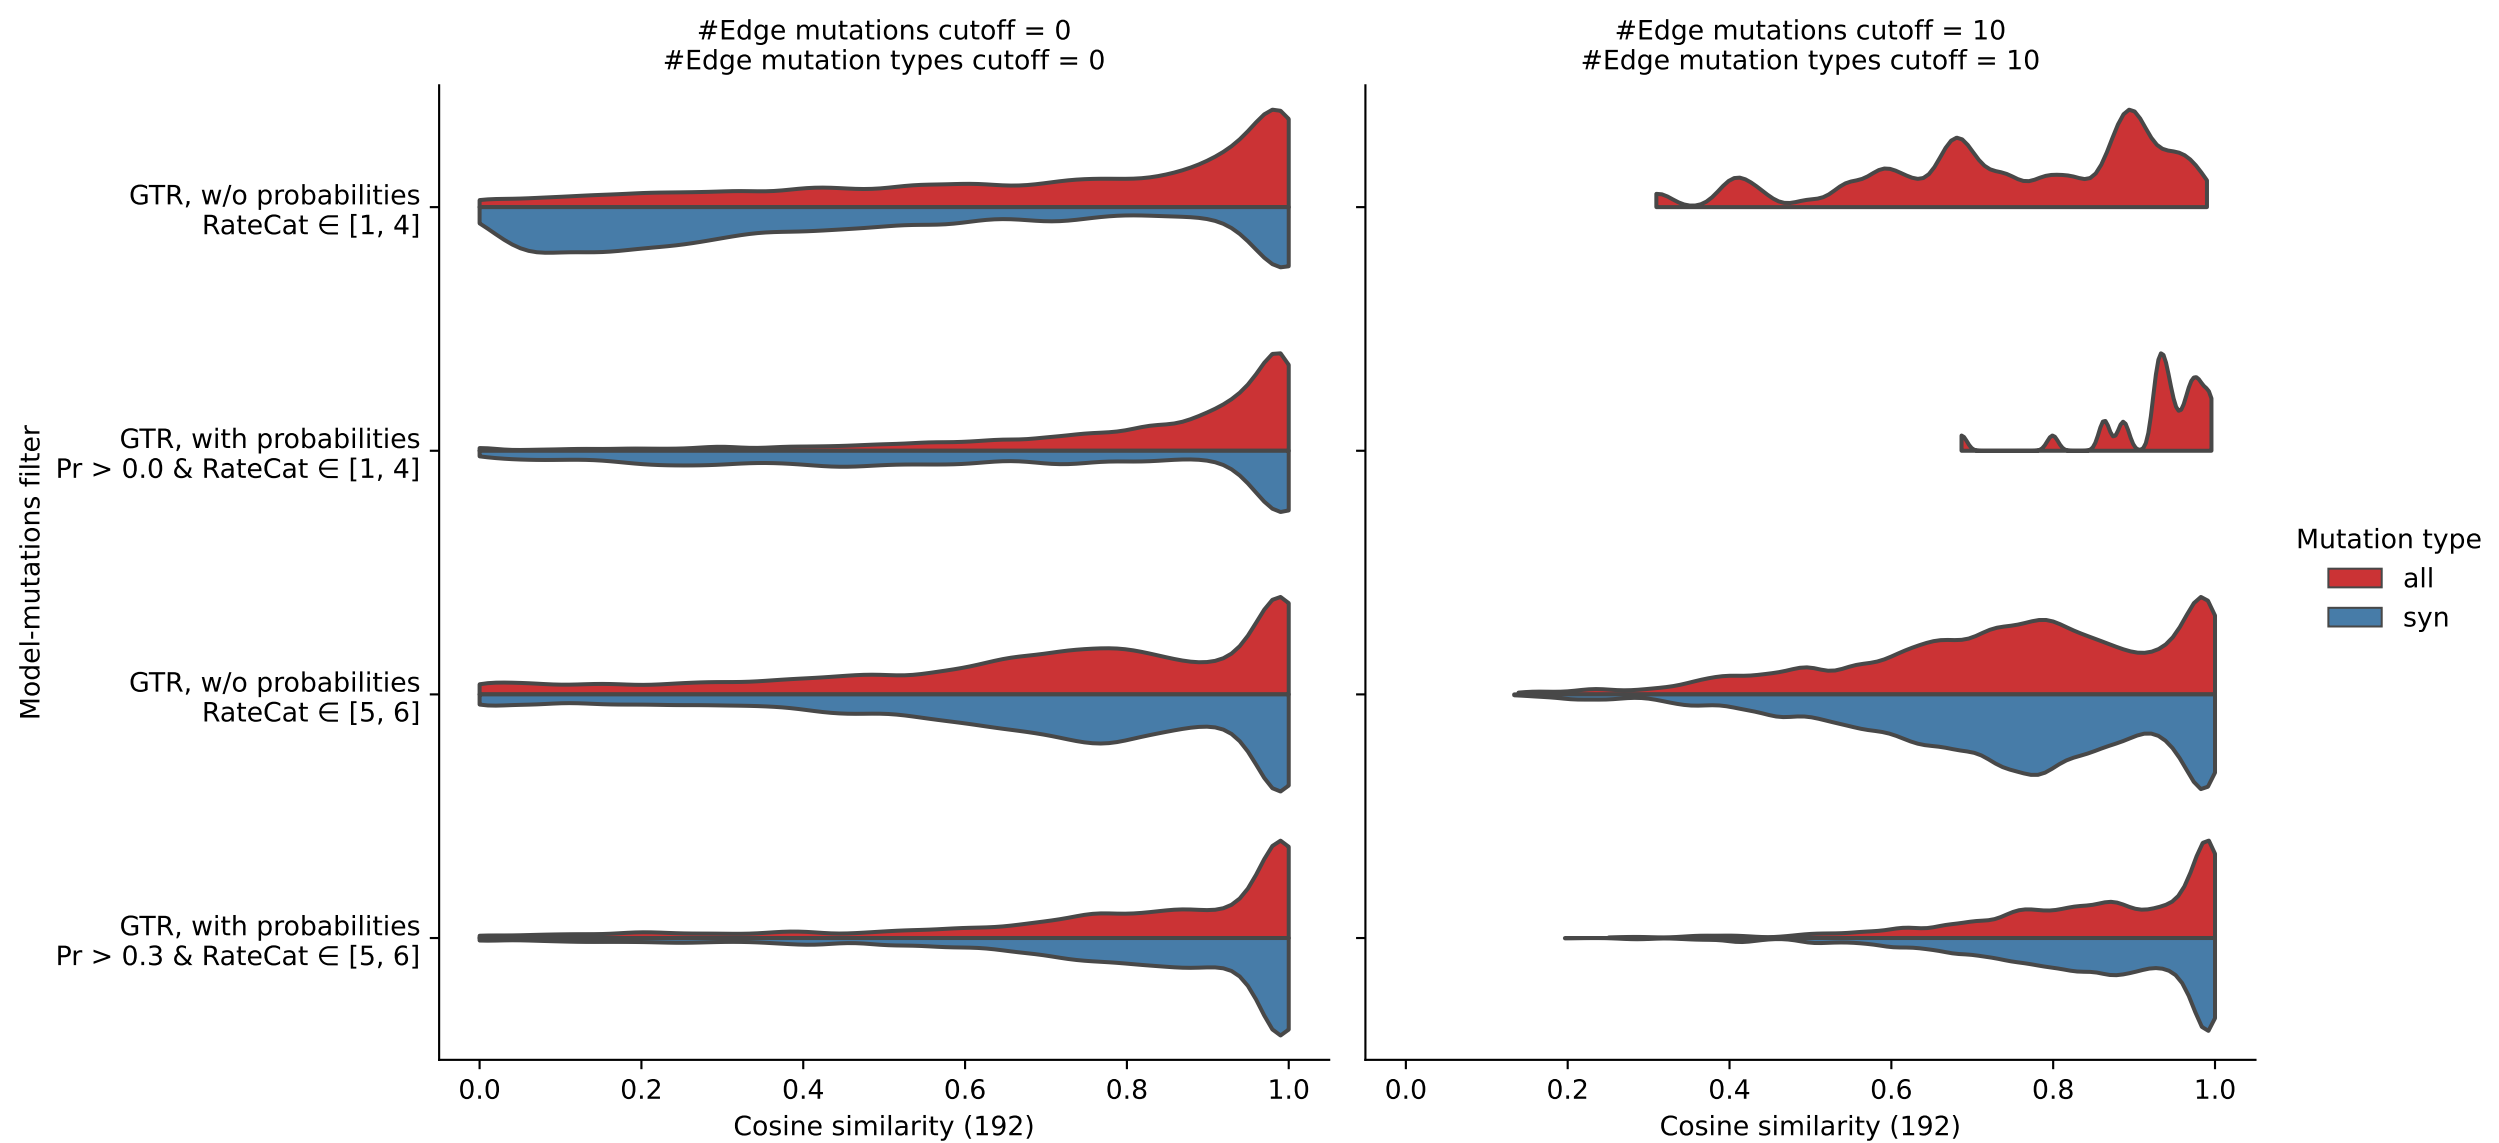 #Edge mutations cutoff = 0
#Edge mutation types cutoff = 0
#Edge mutations cutoff = 10
#Edge mutation types cutoff = 10
Model-mutations filter
GTR, w/o probabilities
RateCat ∈ [1, 4]
GTR, with probabilities
Pr > 0.0 & RateCat ∈ [1, 4]
GTR, w/o probabilities
RateCat ∈ [5, 6]
GTR, with probabilities
Pr > 0.3 & RateCat ∈ [5, 6]
Mutation type
all
syn
0.0 0.2 0.4 0.6 0.8 1.0
0.0 0.2 0.4 0.6 0.8 1.0
Cosine similarity (192)
Cosine similarity (192)